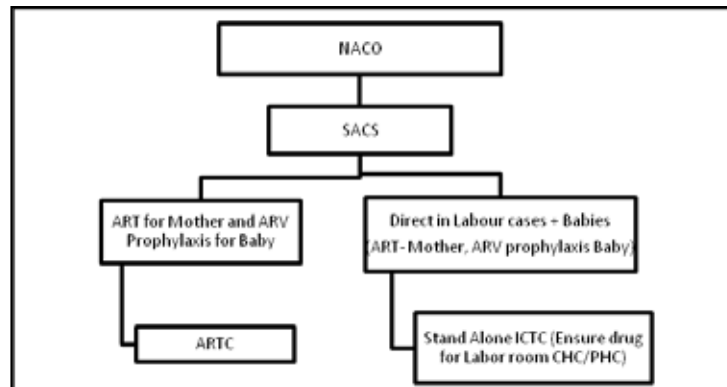 NACO
SACS
ART for Mother and ARV
Prophylaxis for Baby
Direct in Labour cases + Babies
(ART- Mother, ARV prophylaxis Baby)
ARTC
Stand Alone ICTC (Ensure drug
for Labor room CHC/PHC)